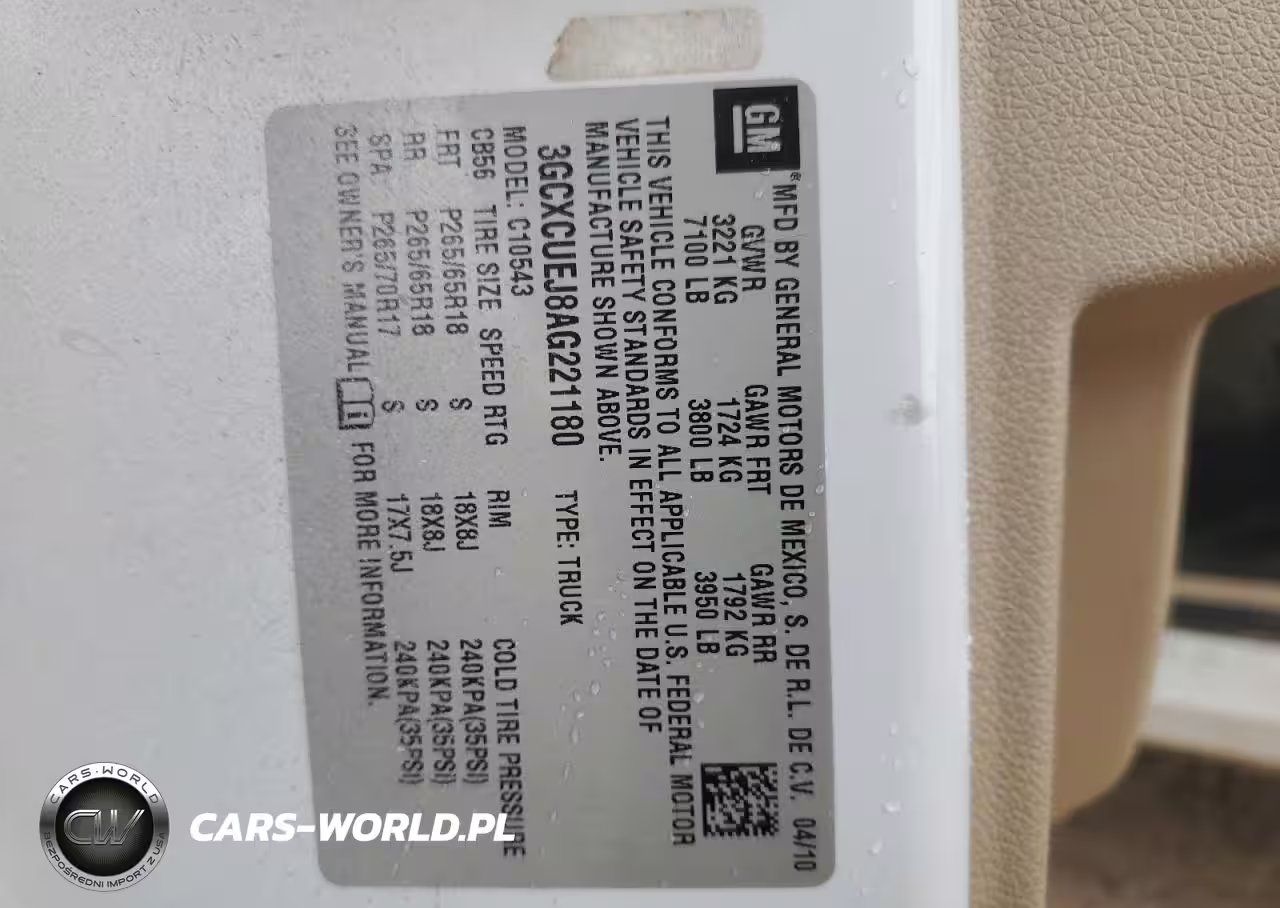 GM
®MFD BY GENERAL MOTORS DE MEXICO, S. DE R.L. DE C.V. 04/10
GVWR GAWR FRT GAWR RR
3221 KG 1724 KG 1792 KG
7100 LB 3800 LB 3950 LB
THIS VEHICLE CONFORMS TO ALL APPLICABLE U.S. FEDERAL MOTOR
VEHICLE SAFETY STANDARDS IN EFFECT ON THE DATE OF
MANUFACTURE SHOWN ABOVE.
3GCXCUEJ8AG221180 TYPE: TRUCK
MODEL: C10543
CB56 TIRE SIZE SPEED RTG RIM COLD TIRE PRESSURE
FRT P265/65R18 S 18X8J 240KPA(35PSI)
RR P265/65R18 S 18X8J 240KPA(35PSI)
SPA P265/70R17 S 17X7.5J 240KPA(35PSI)
SEE OWNER'S MANUAL i FOR MORE INFORMATION.
CARS-WORLD
CW
BEZPOŚREDNI IMPORT Z USA
CARS-WORLD.PL